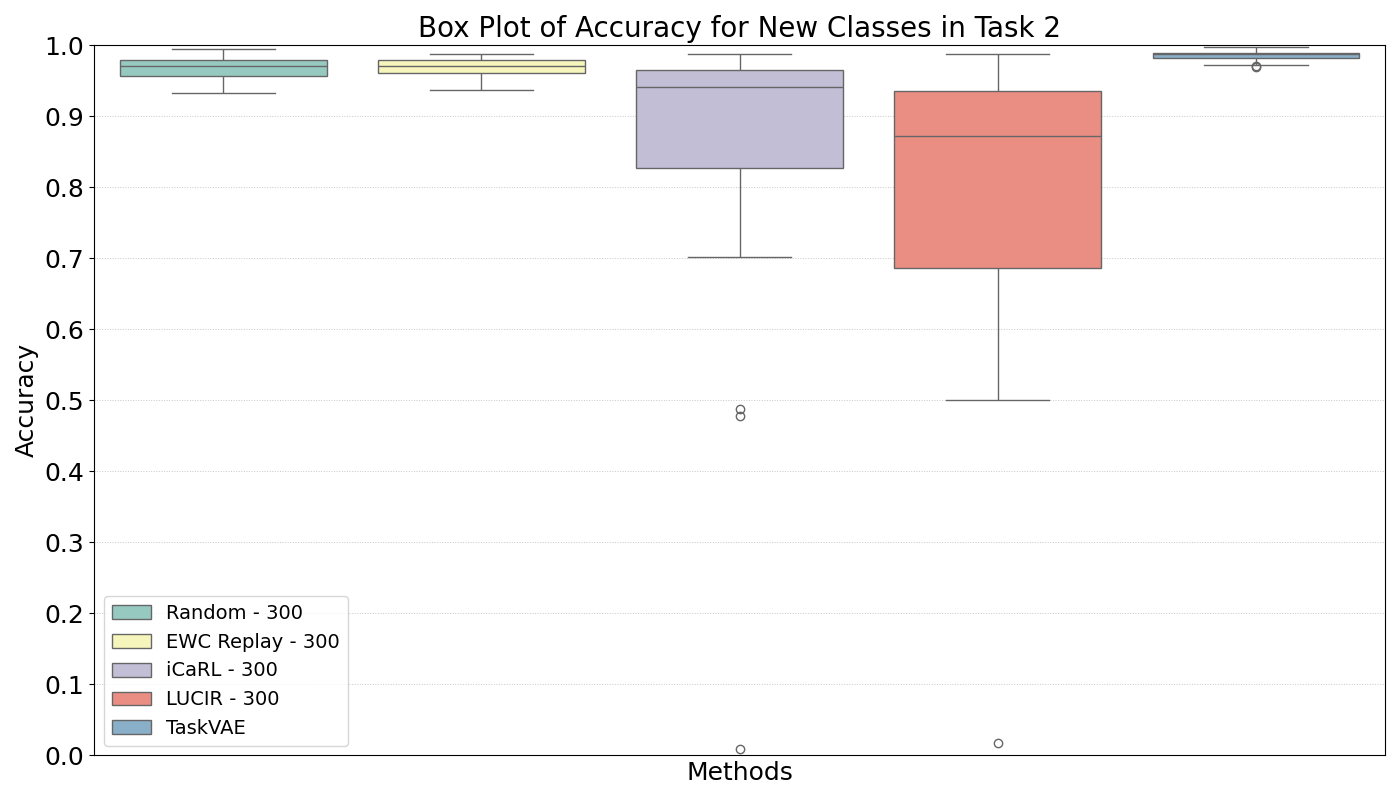 Box Plot of Accuracy for New Classes in Task 2
1.0
0.9
0.8
0.7
0.6
0.5
0.4
0.3
0.2
0.1
0.0
Accuracy
Random - 300
EWC Replay - 300
iCaRL - 300
LUCIR - 300
TaskVAE
Methods